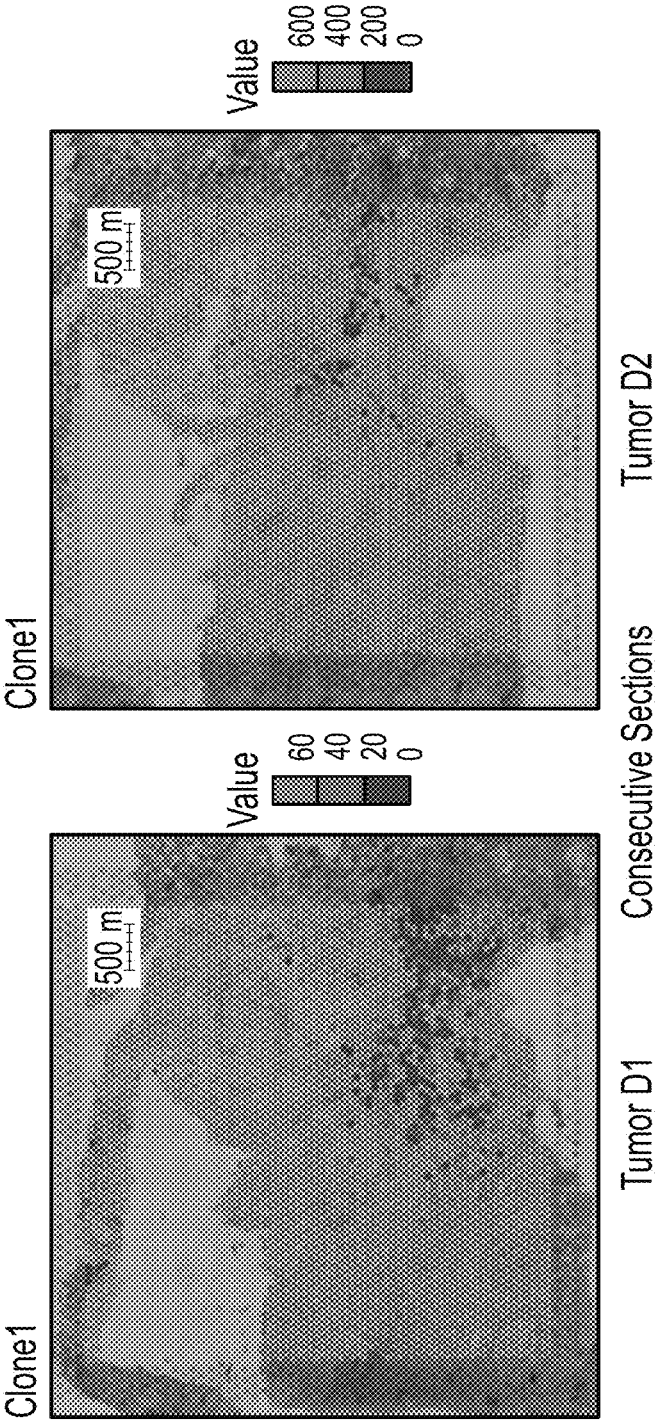 Clone1
500 m
Value
60
40
20
0
Tumor D1
Clone1
500 m
Value
600
400
200
0
Tumor D2
Consecutive Sections